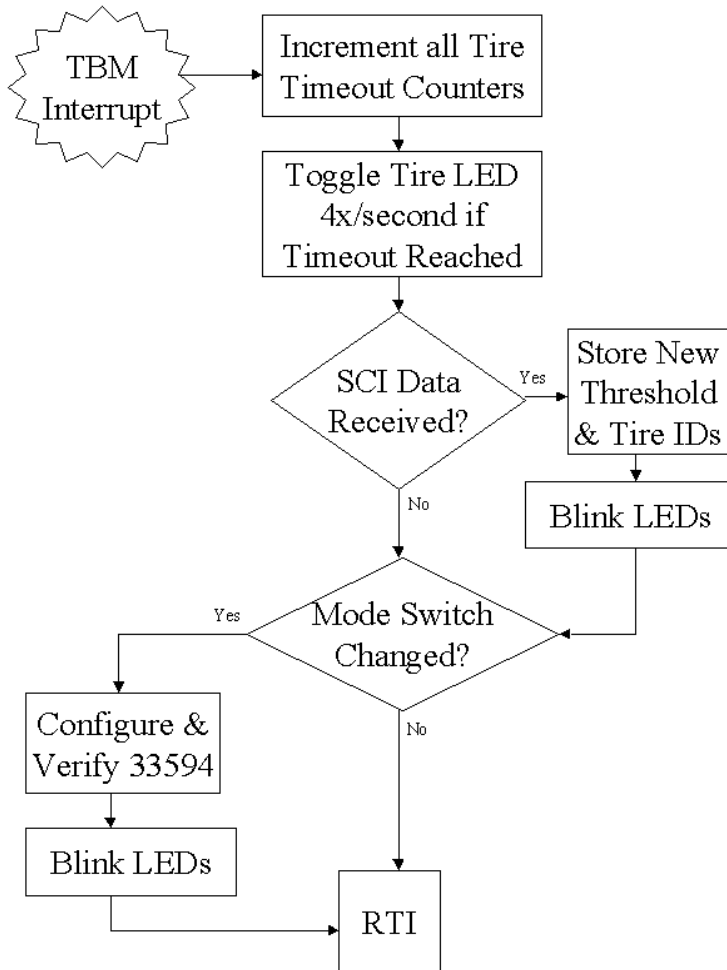 TBM
Interrupt
Increment all Tire
Timeout Counters
Toggle Tire LED
4x/second if
Timeout Reached
SCI Data
Received?
Yes
Store New
Threshold
& Tire IDs
No
Blink LEDs
Mode Switch
Changed?
Yes
Configure &
Verify 33594
No
Blink LEDs
RTI